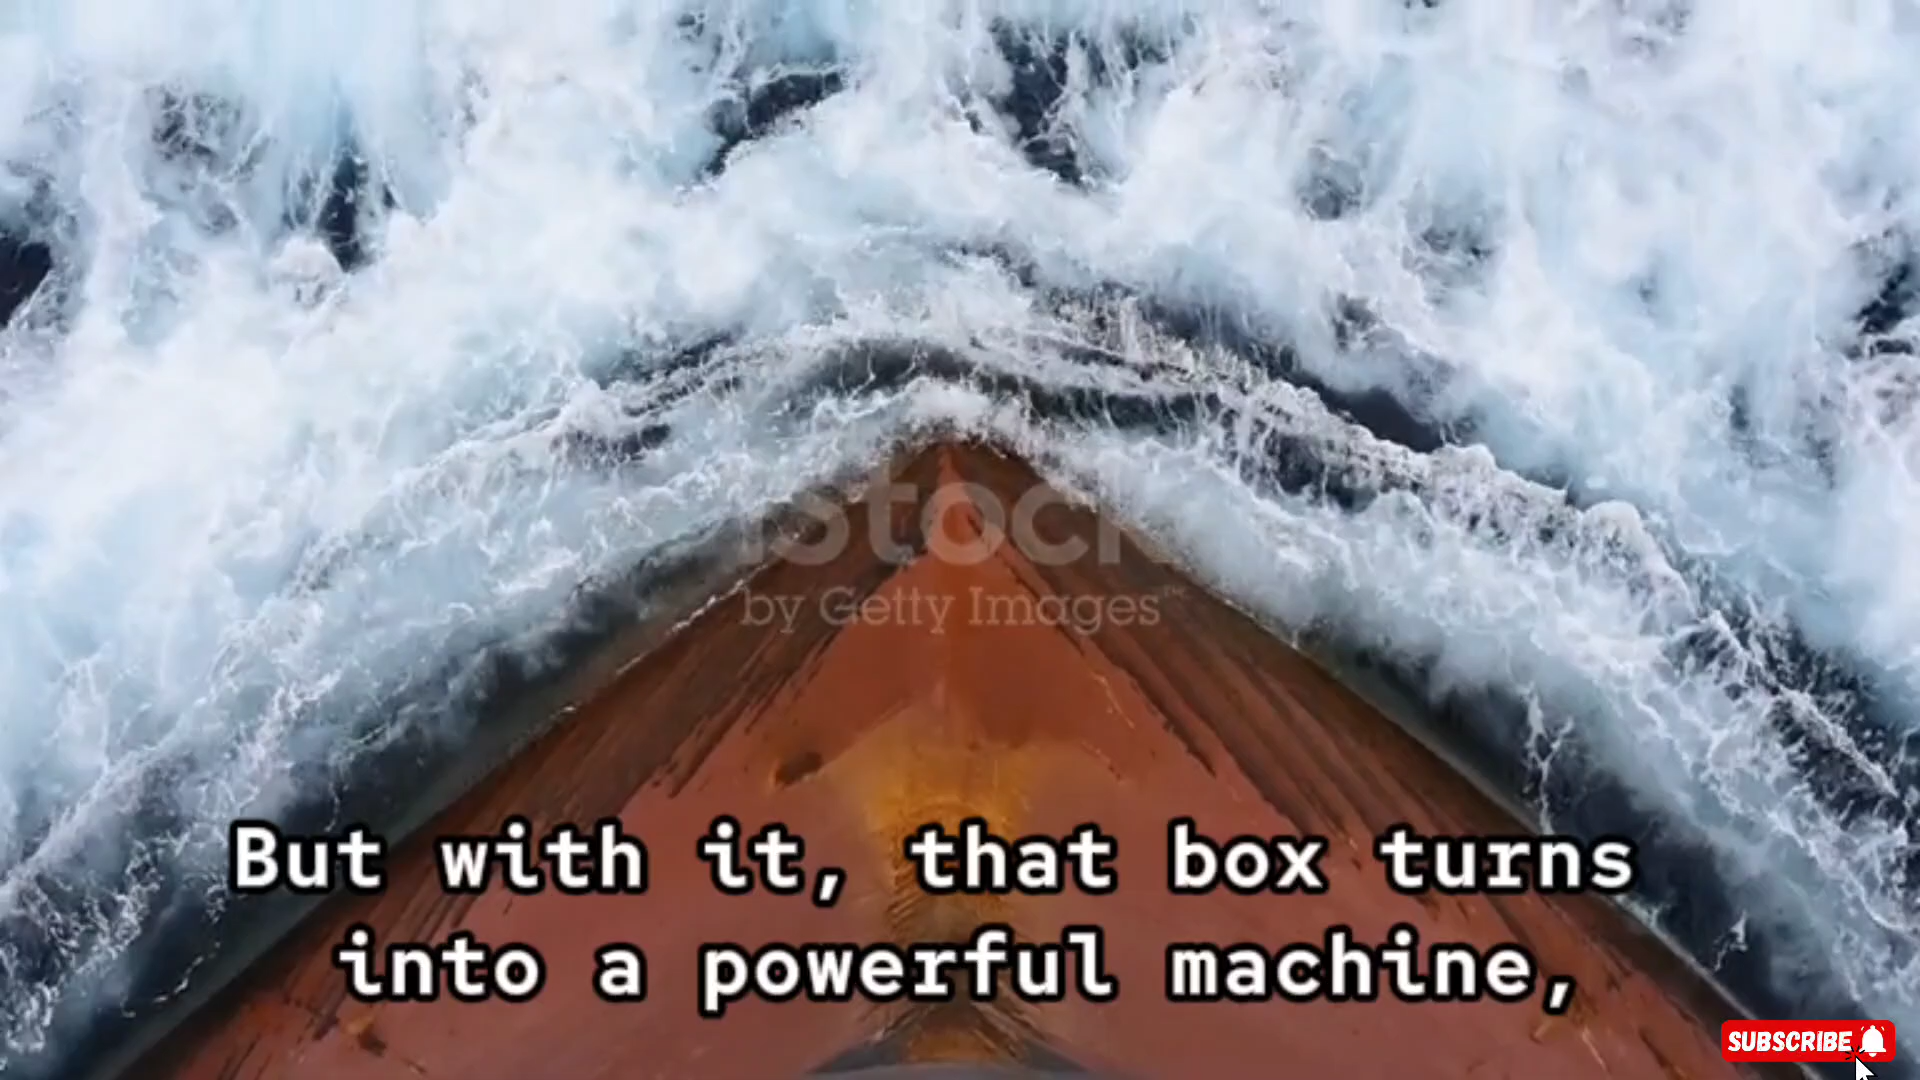 iStock
by Getty Images
But with it, that box turns
into a powerful machine,
SUBSCRIBE